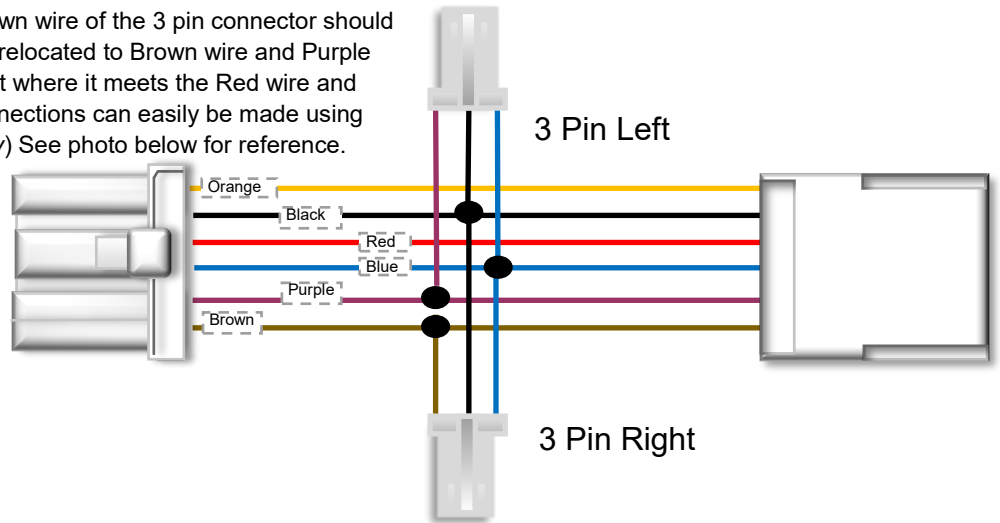 wn wire of the 3 pin connector should
relocated to Brown wire and Purple
t where it meets the Red wire and
nections can easily be made using
y) See photo below for reference.
3 Pin Left
Orange
Black
Red
Blue
Purple
Brown
3 Pin Right